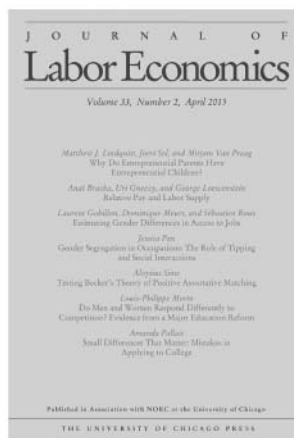 JOURNAL OF
Labor Economics
Volume 33, Number 2, April 2015
Matthew J. Lindquist, Joeri Sol, and Mirjam Van Praag
Why Do Entrepreneurial Parents Have
Entrepreneurial Children?
Anat Bracha, Uri Gneezy, and George Loewenstein
Relative Pay and Labor Supply
Laurent Gobillon, Dominique Meurs, and Sébastien Roux
Estimating Gender Differences in Access to Jobs
Jessica Pan
Gender Segregation in Occupations: The Role of Tipping
and Social Interactions
Aloysius Siow
Testing Becker's Theory of Positive Assortative Matching
Louis-Philippe Morin
Do Men and Women Respond Differently to
Competition? Evidence from a Major Education Reform
Amanda Pallais
Small Differences That Matter: Mistakes in
Applying to College
Published in Association with NORC at the University of Chicago
THE UNIVERSITY OF CHICAGO PRESS